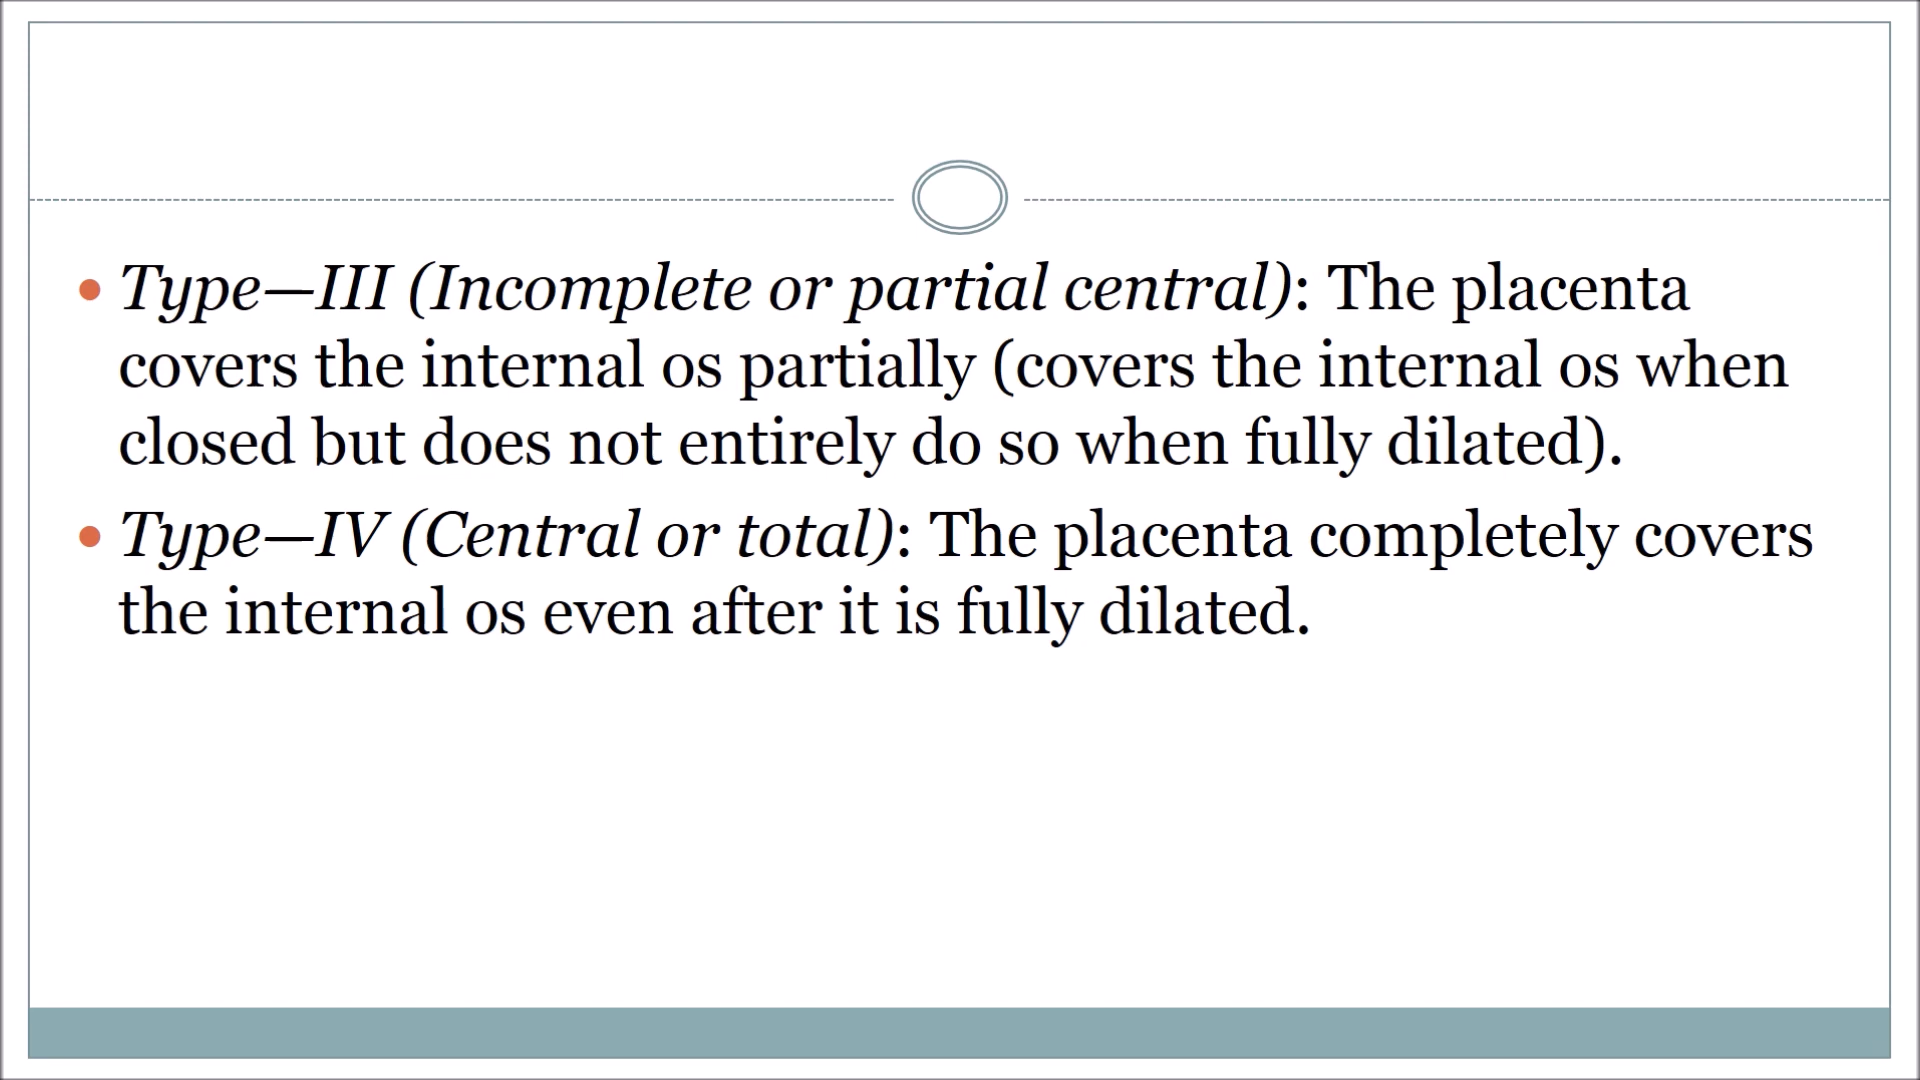 • Type—III (Incomplete or partial central): The placenta
covers the internal os partially (covers the internal os when
closed but does not entirely do so when fully dilated).
• Type—IV (Central or total): The placenta completely covers
the internal os even after it is fully dilated.